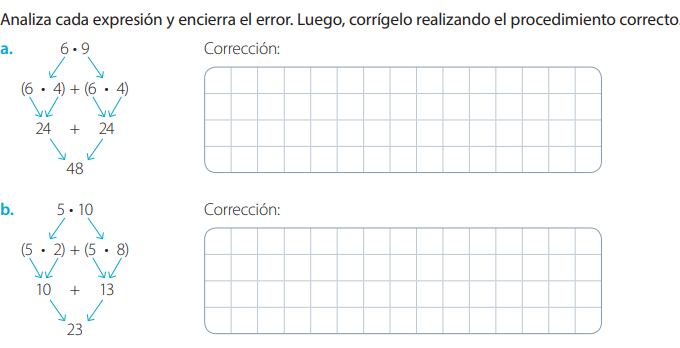 Analiza cada expresión y encierra el error. Luego, corrígelo realizando el procedimiento correcto.
a. 6 • 9 Corrección:
(6 • 4) + (6 • 4)
24 + 24
48
b. 5 • 10 Corrección:
(5 • 2) + (5 • 8)
10 + 13
23